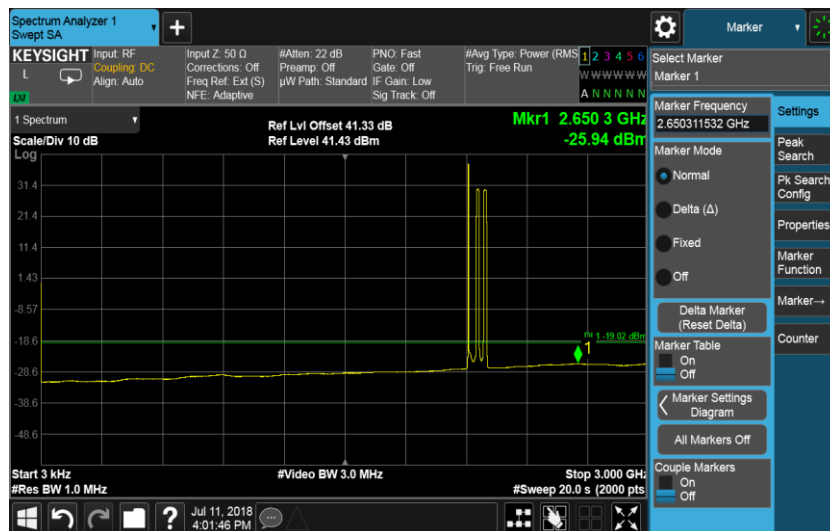 Spectrum Analyzer 1
Swept SA
+
Marker
KEYSIGHT
L
LXI
Input: RF
Coupling: DC
Align: Auto
Input Z: 50 Ω
Corrections: Off
Freq Ref: Ext (S)
NFE: Adaptive
#Atten: 22 dB
Preamp: Off
µW Path: Standard
PNO: Fast
Gate: Off
IF Gain: Low
Sig Track: Off
#Avg Type: Power (RMS
Trig: Free Run
1 2 3 4 5 6
W W W W W W
A N N N N N
Select Marker
Marker 1
1 Spectrum
Scale/Div 10 dB
Log
Ref Lvl Offset 41.33 dB
Ref Level 41.43 dBm
Mkr1 2.650 3 GHz
-25.94 dBm
31.4
21.4
11.4
1.43
-8.57
-18.6
-28.6
-38.6
-48.6
DL1 -19.02 dBm
1
Start 3 kHz
#Res BW 1.0 MHz
#Video BW 3.0 MHz
Stop 3.000 GHz
#Sweep 20.0 s (2000 pts
Marker Frequency
2.650311532 GHz
Marker Mode
Normal
Delta (Δ)
Fixed
Off
Delta Marker
(Reset Delta)
Marker Table
On
Off
Marker Settings
Diagram
All Markers Off
Couple Markers
On
Off
Settings
Peak
Search
Pk Search
Config
Properties
Marker
Function
Marker→
Counter
?
Jul 11, 2018
4:01:46 PM